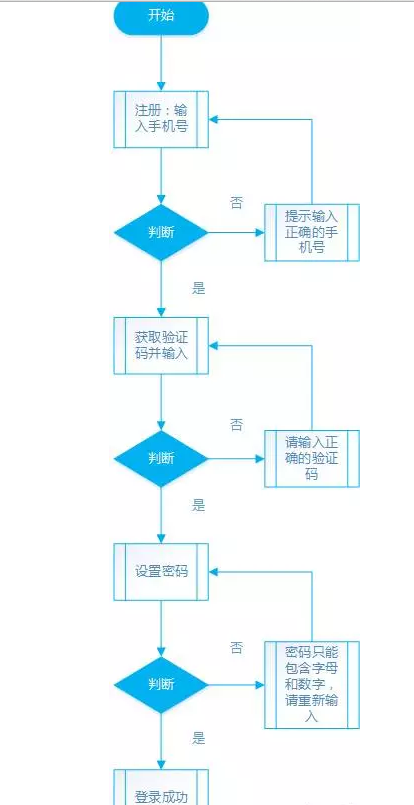 开始
注册：输
入手机号
否
判断
提示输入
正确的手
机号
是
获取验证
码并输入
否
判断
请输入正
确的验证
码
是
设置密码
否
判断
密码只能
包含字母
和数字，
请重新输
入
是
登录成功